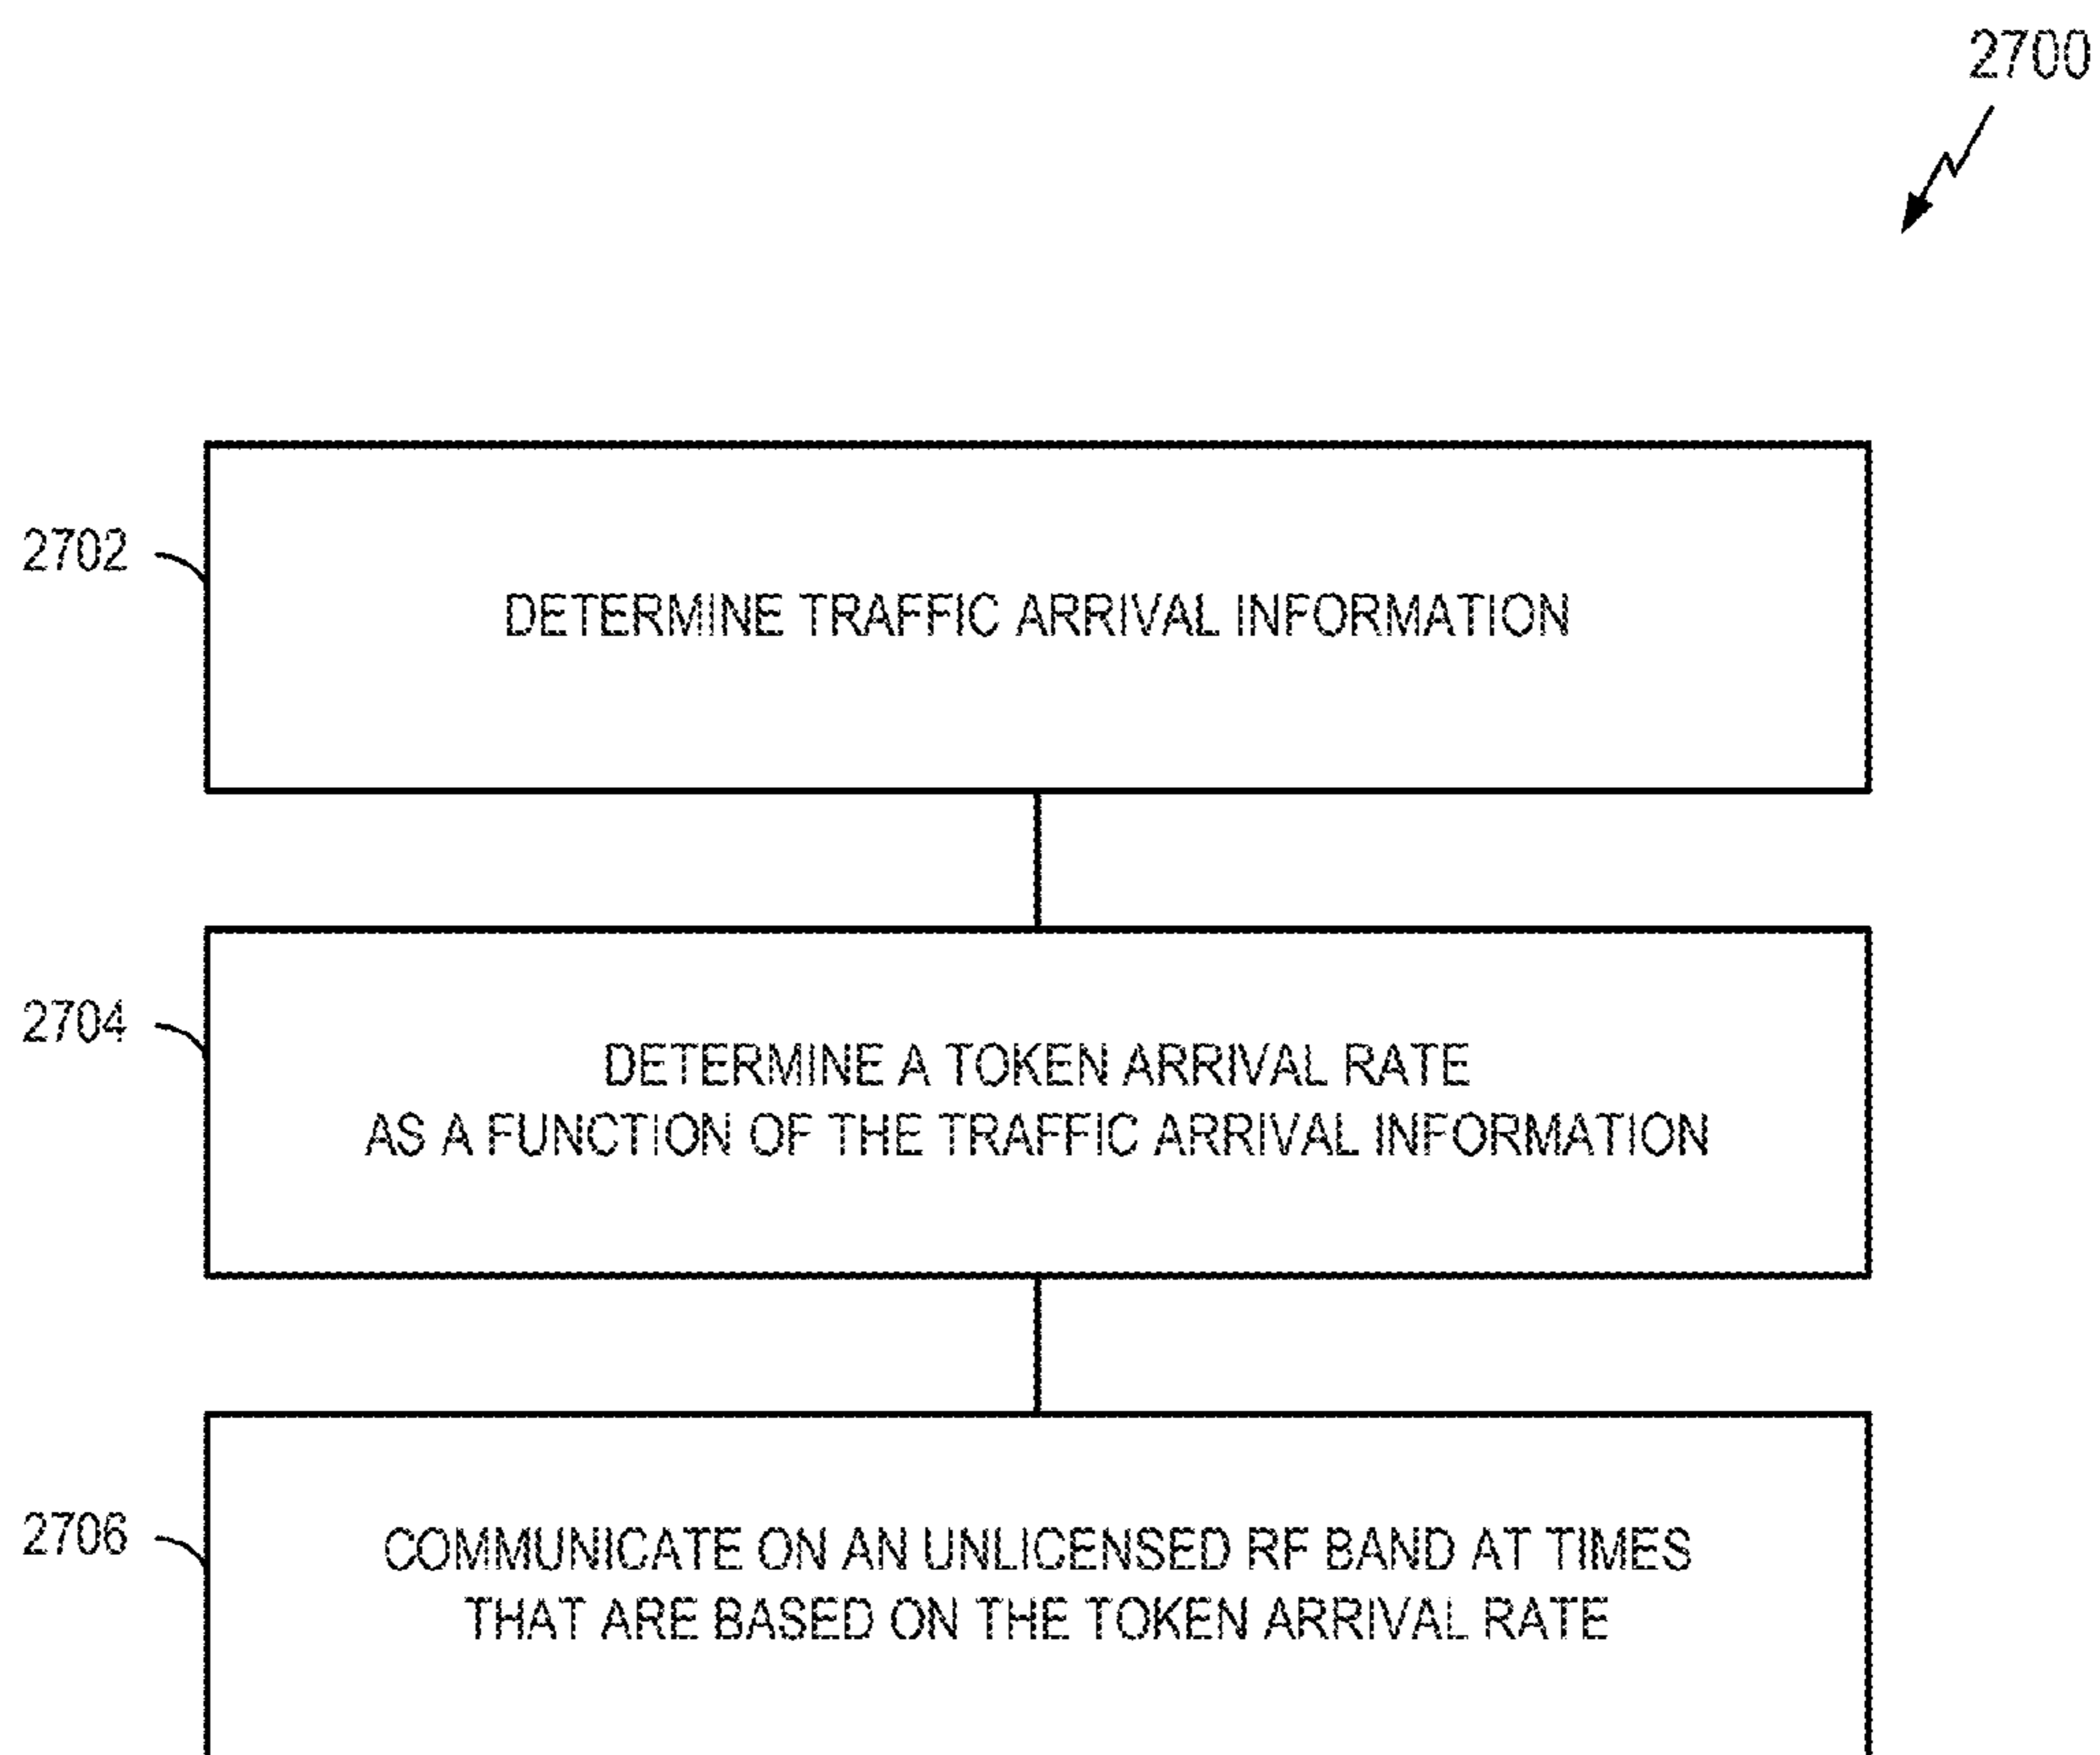 2700
2702
DETERMINE TRAFFIC ARRIVAL INFORMATION
2704
DETERMINE A TOKEN ARRIVAL RATE
AS A FUNCTION OF THE TRAFFIC ARRIVAL INFORMATION
2706
COMMUNICATE ON AN UNLICENSED RF BAND AT TIMES
THAT ARE BASED ON THE TOKEN ARRIVAL RATE